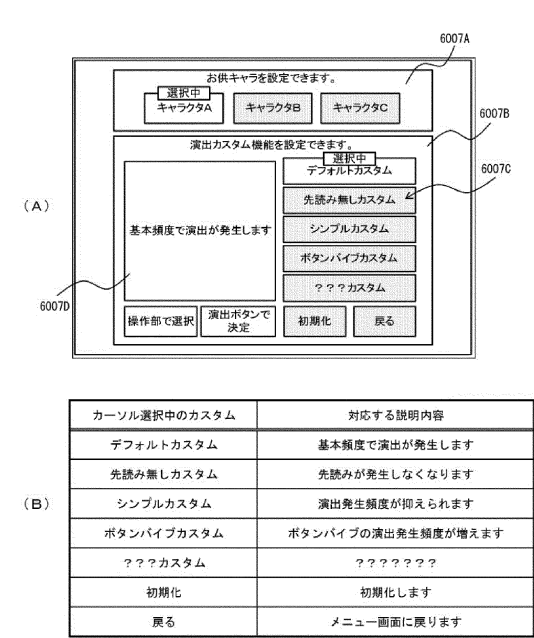 6007A
お供キャラを設定できます。
選択中
キャラクタA
キャラクタB
キャラクタC
6007B
演出カスタム機能を設定できます。
選択中
デフォルトカスタム
6007C
(A)
先読み無しカスタム
シンプルカスタム
基本頻度で演出が発生します
ボタンバイブカスタム
???カスタム
6007D
操作部で選択
演出ボタンで
決定
初期化
戻る
(B)
カーソル選択中のカスタム 対応する説明内容
デフォルトカスタム 基本頻度で演出が発生します
先読み無しカスタム 先読みが発生しなくなります
シンプルカスタム 演出発生頻度が抑えられます
ボタンバイブカスタム ボタンバイブの演出発生頻度が増えます
???カスタム ???????
初期化 初期化します
戻る メニュー画面に戻ります